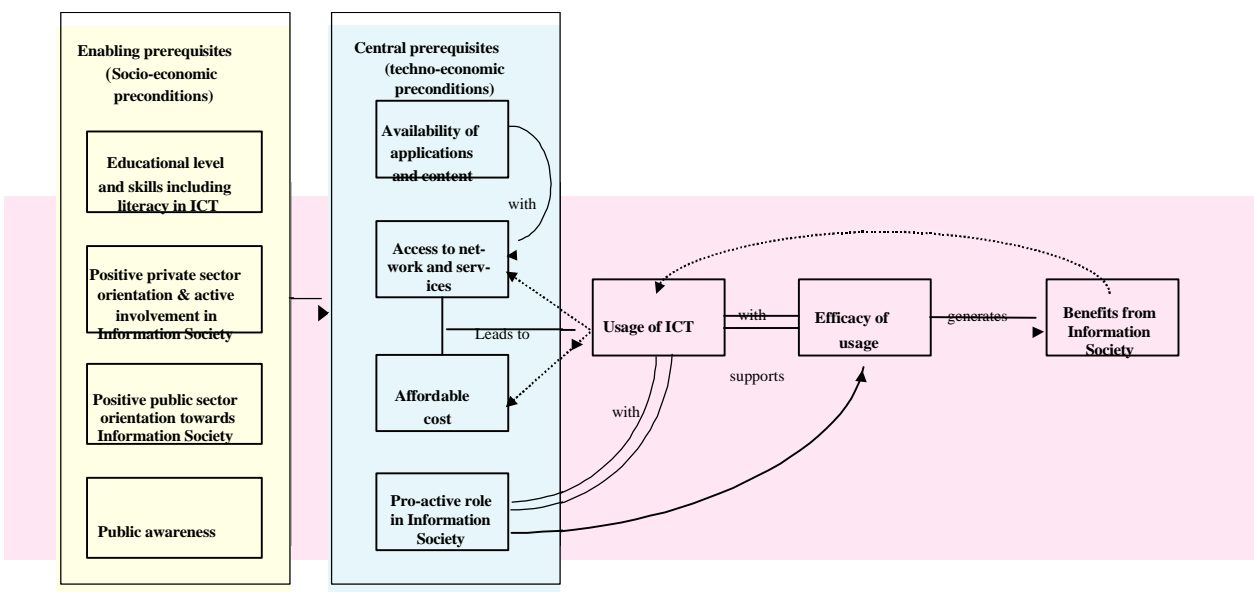 Enabling prerequisites
(Socio-economic
preconditions)
Educational level
and skills including
literacy in ICT
Positive private sector
orientation & active
involvement in
Information Society
Positive public sector
orientation towards
Information Society
Public awareness
Central prerequisites
(techno-economic
preconditions)
Availability of
applications
and content
with
Access to net-
work and serv-
ices
Leads to
Affordable
cost
Pro-active role
in Information
Society
Usage of ICT
with
with
supports
Efficacy of
usage
generates
Benefits from
Information
Society